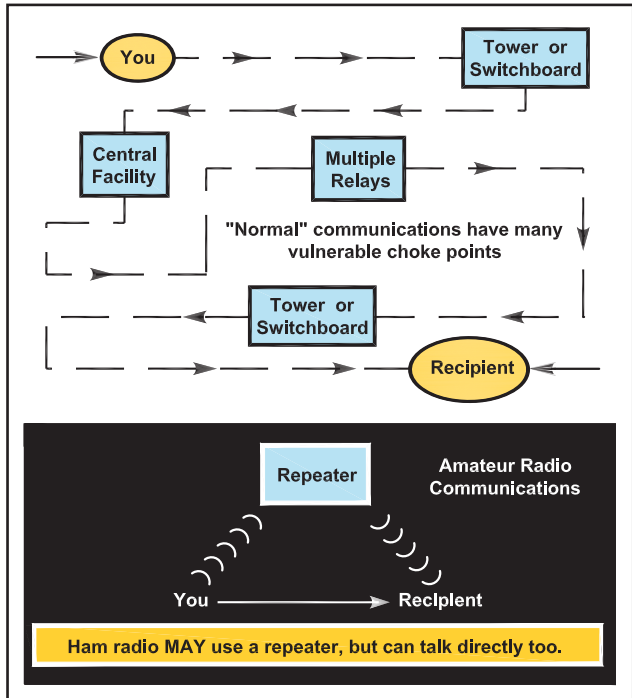 You
Tower or
Switchboard
Central
Facility
Multiple
Relays
"Normal" communications have many
vulnerable choke points
Tower or
Switchboard
Recipient
Repeater
Amateur Radio
Communications
You
Recipient
Ham radio MAY use a repeater, but can talk directly too.